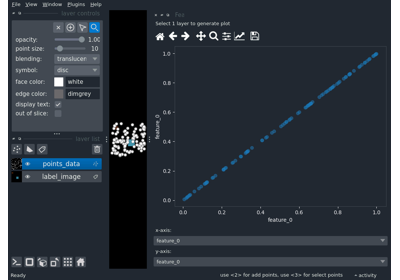 File View Window Plugins Help
layer controls
opacity: 1.00
point size: 10
blending: translucen
symbol: disc
face color: white
edge color: dimgrey
display text:
out of slice:
layer list
points_data
label_image
Select 1 layer to generate plot
1.0
0.8
0.6
0.4
0.2
0.0
feature_0
0.0 0.2 0.4 0.6 0.8 1.0
feature_0
x-axis:
feature_0
y-axis:
feature_0
Ready
use <2> for add points, use <3> for select points
activity